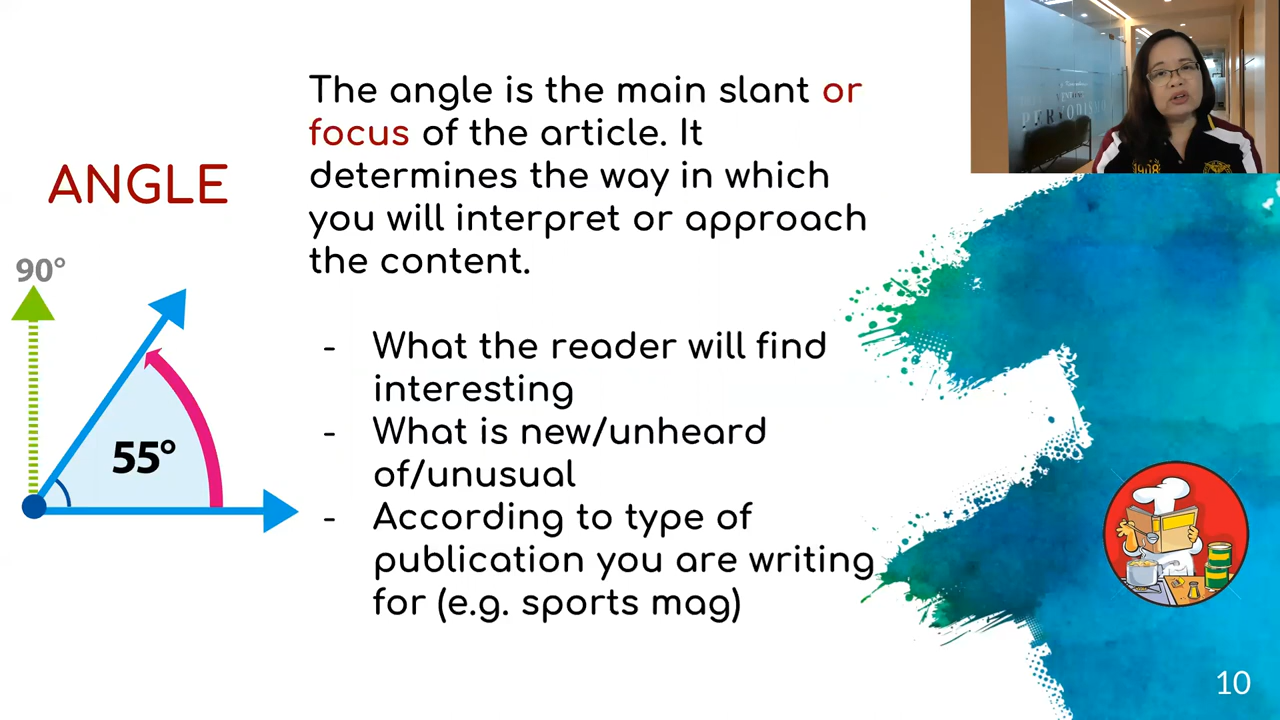 ANGLE
90°
55°
The angle is the main slant or
focus of the article. It
determines the way in which
you will interpret or approach
the content.
- What the reader will find
interesting
- What is new/unheard
of/unusual
- According to type of
publication you are writing
for (e.g. sports mag)
PERIODISMO
1908
10